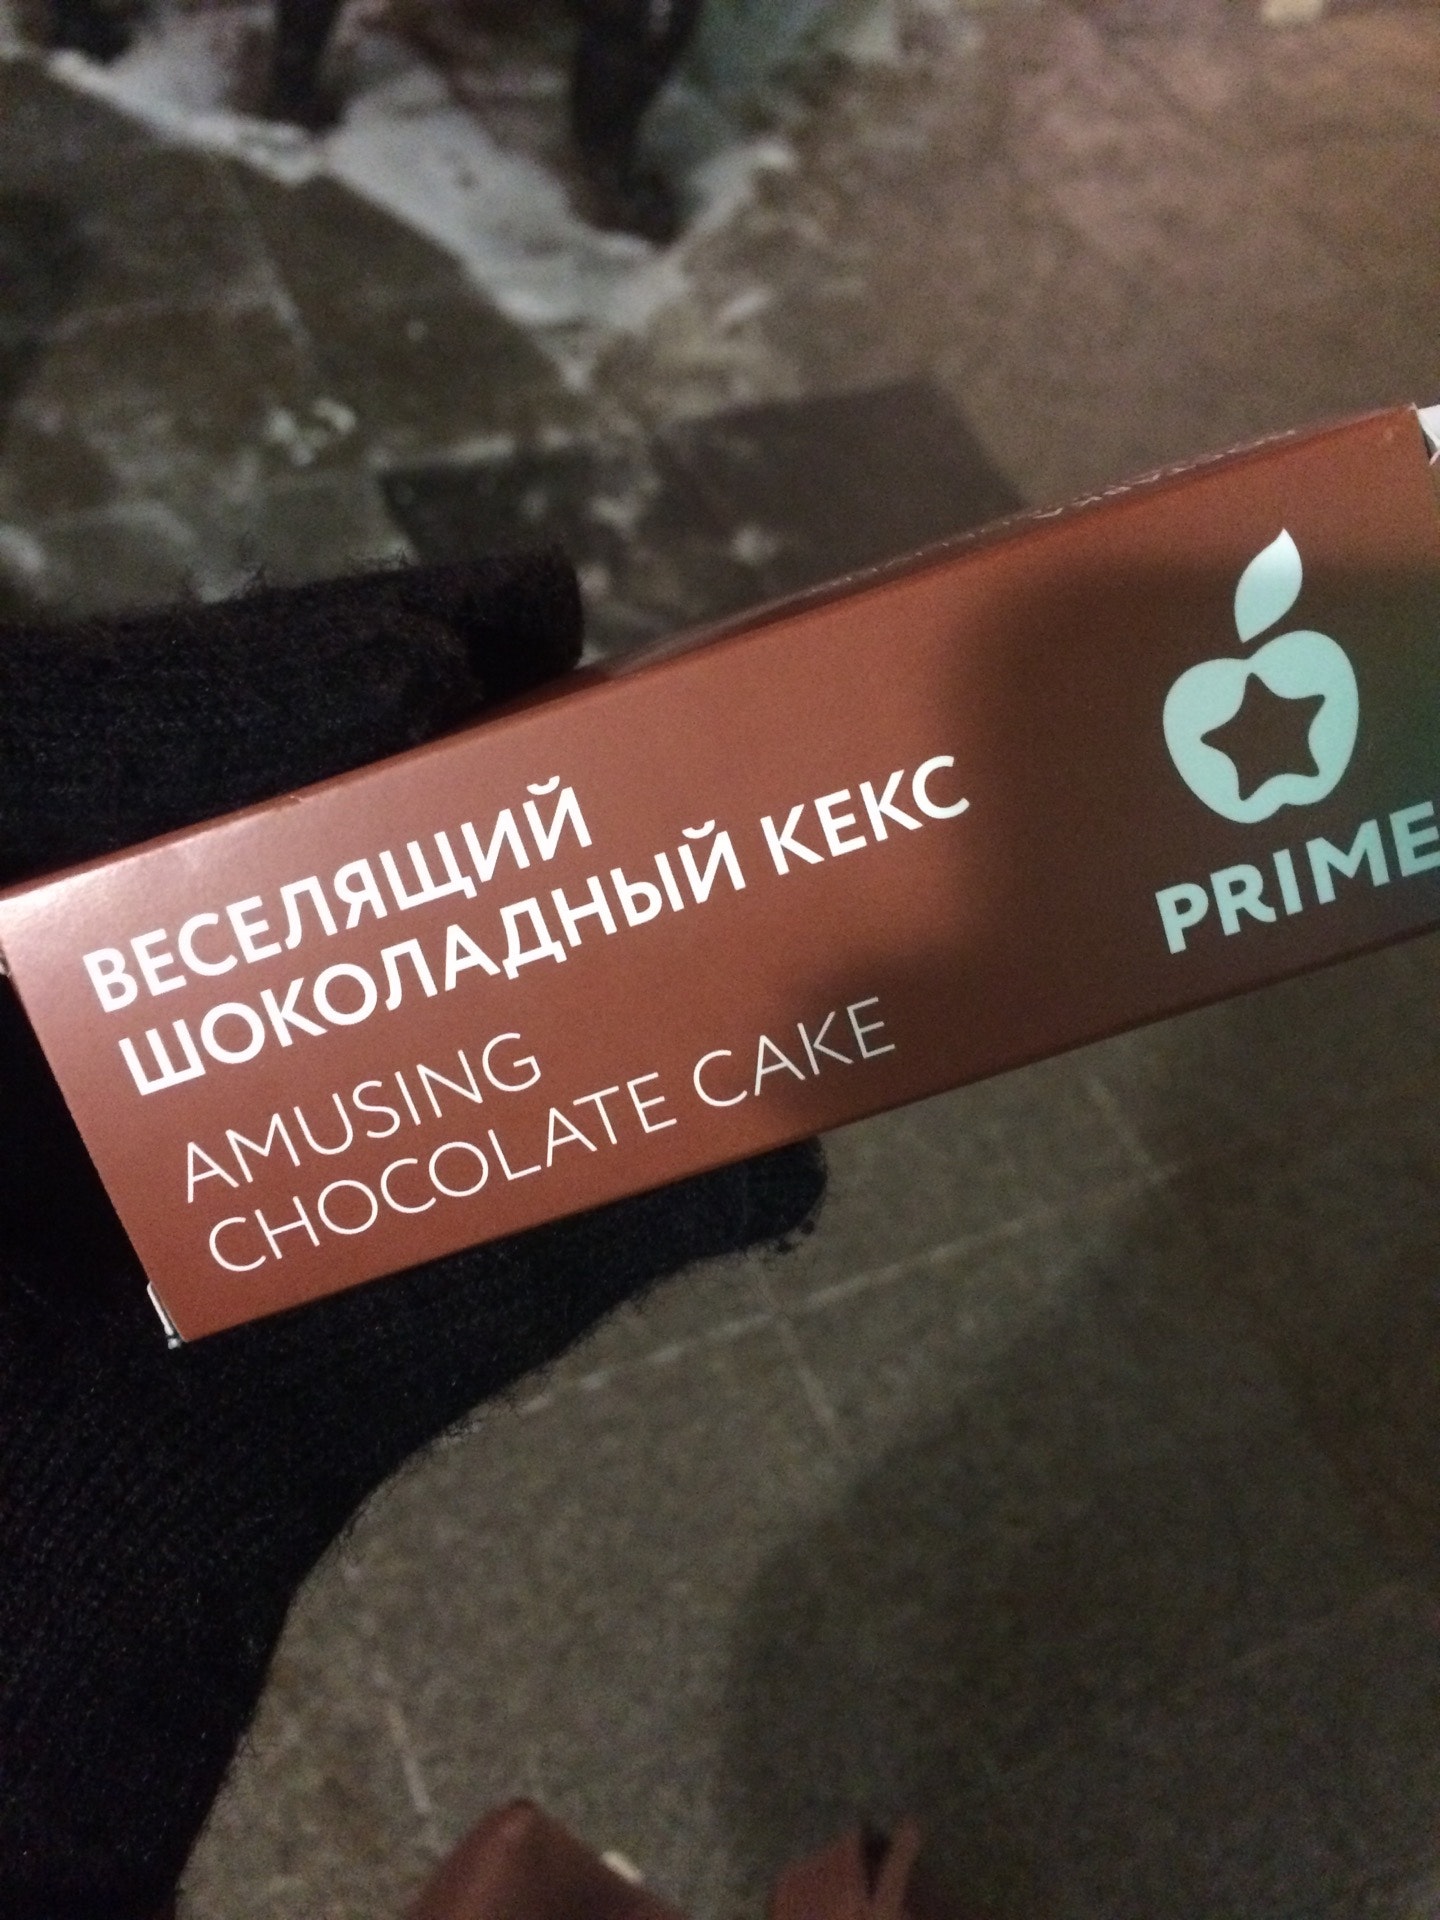 ВЕСЕЛЯЩИЙ
ШОКОЛАДНЫЙ КЕКС
AMUSING
CHOCOLATE CAKE
PRIME